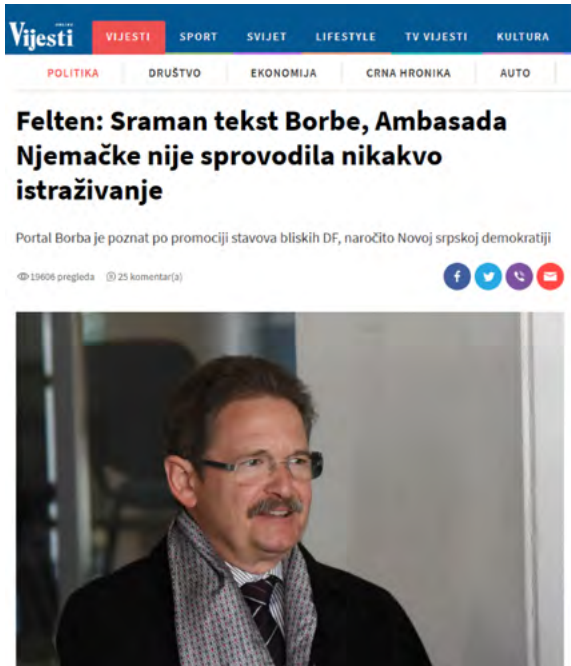 ONLINE
Vijesti VIJESTI SPORT SVIJET LIFESTYLE TV VIJESTI KULTURA
POLITIKA DRUŠTVO EKONOMIJA CRNA HRONIKA AUTO
Felten: Sraman tekst Borbe, Ambasada
Njemačke nije sprovodila nikakvo
istraživanje
Portal Borba je poznat po promociji stavova bliskih DF, naročito Novoj srpskoj demokratiji
19606 pregleda 25 komentar(a)